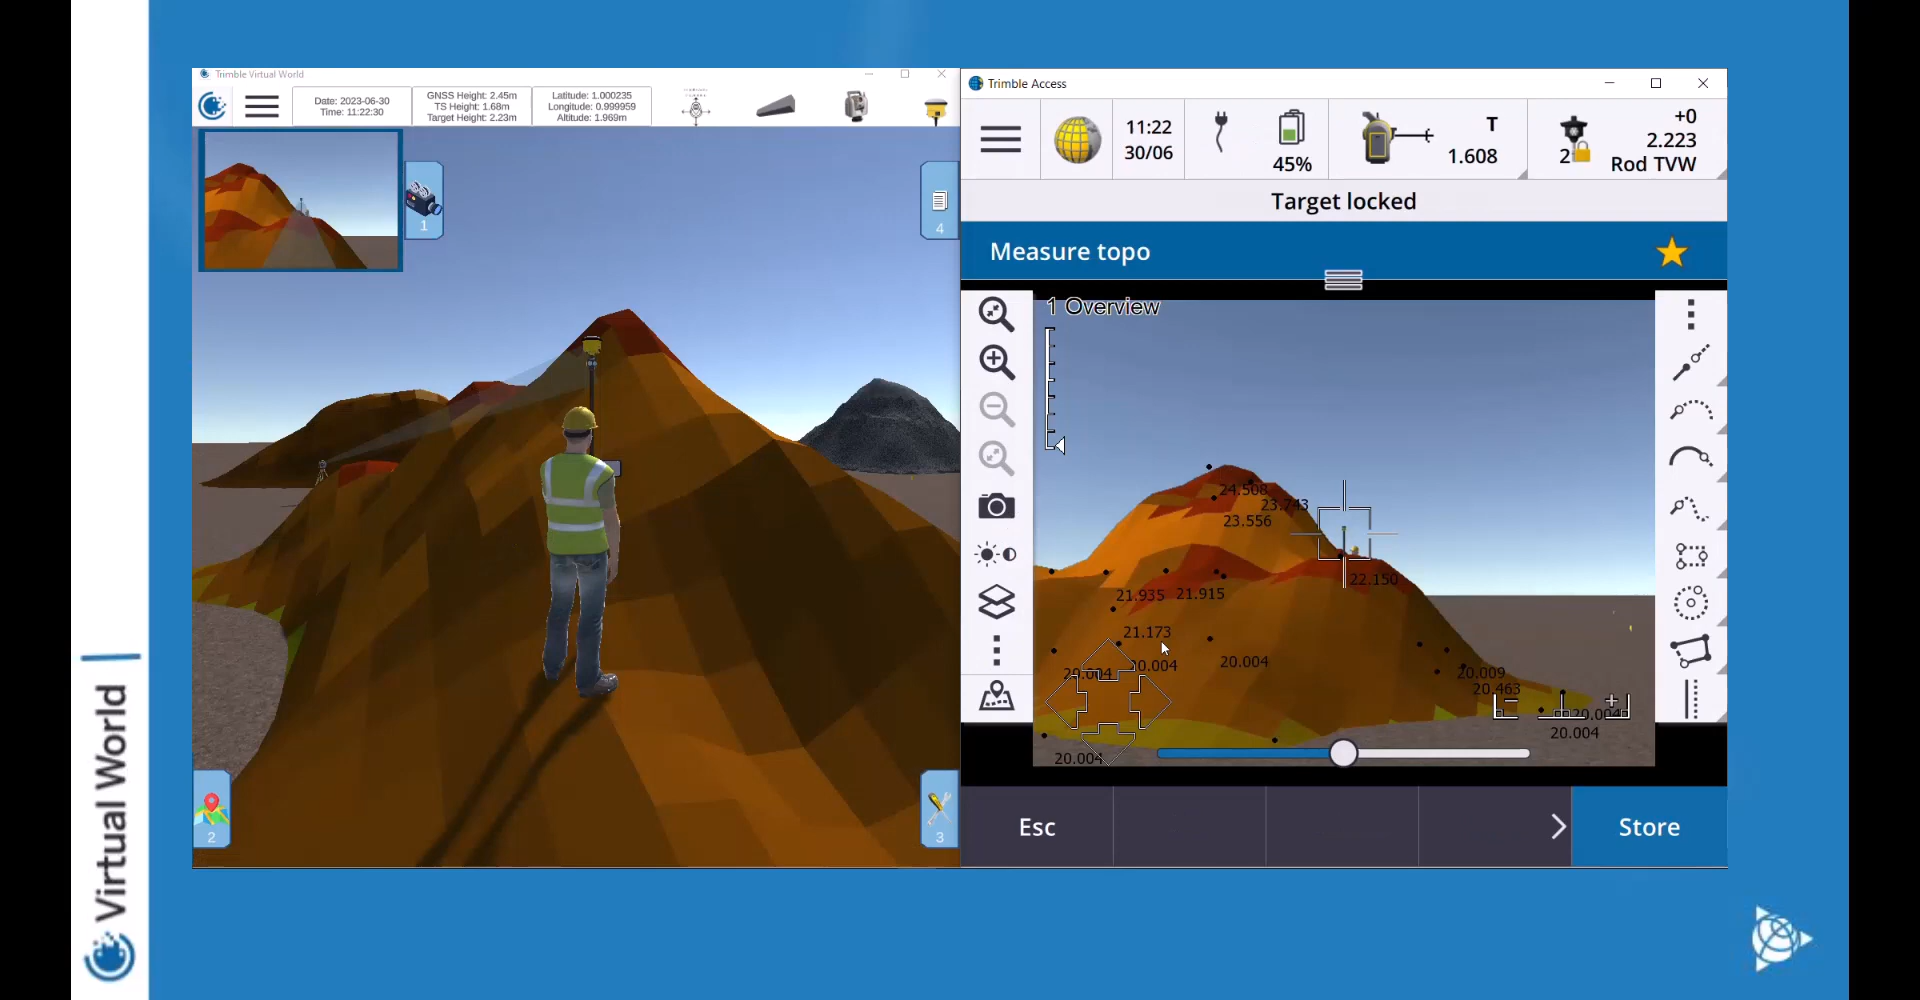 Trimble Virtual World
Date: 2023-06-30
Time: 11:22:30
GNSS Height: 2.45m
TS Height: 1.68m
Target Height: 2.23m
Latitude: 1.000235
Longitude: 0.999959
Altitude: 1.969m
1
4
2
3
Trimble Access
11:22
30/06
45%
T
1.608
2
+0
2.223
Rod TVW
Target locked
Measure topo
1 Overview
24.508
23.743
23.556
22.150
21.935
21.915
21.173
20.004
20.004
20.004
20.009
20.463
20.004
20.004
20.004
Esc
Store
Virtual World